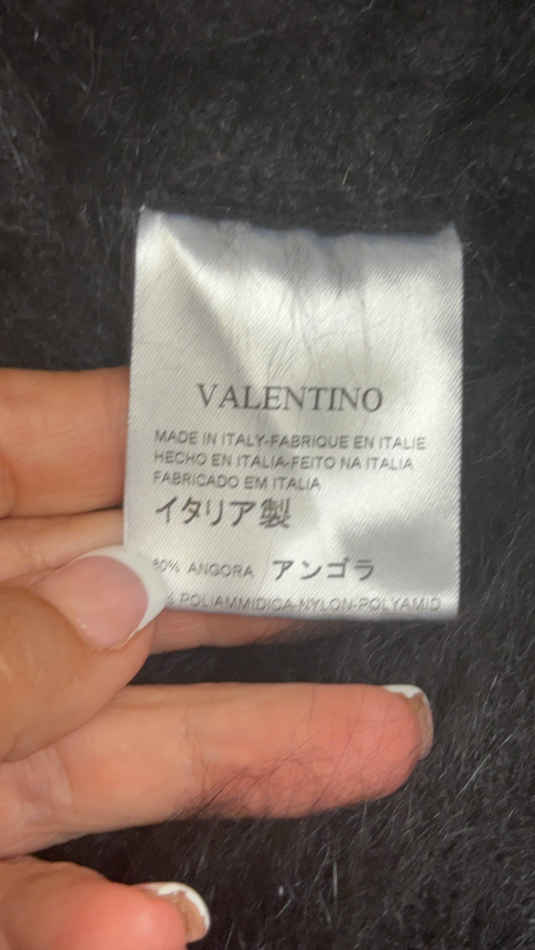 VALENTINO
MADE IN ITALY-FABRIQUE EN ITALIE
HECHO EN ITALIA-FEITO NA ITALIA
FABRICADO EM ITALIA
イタリア製
80% ANGORA アンゴラ
% POLIAMMIDICA-NYLON-POLYAMID